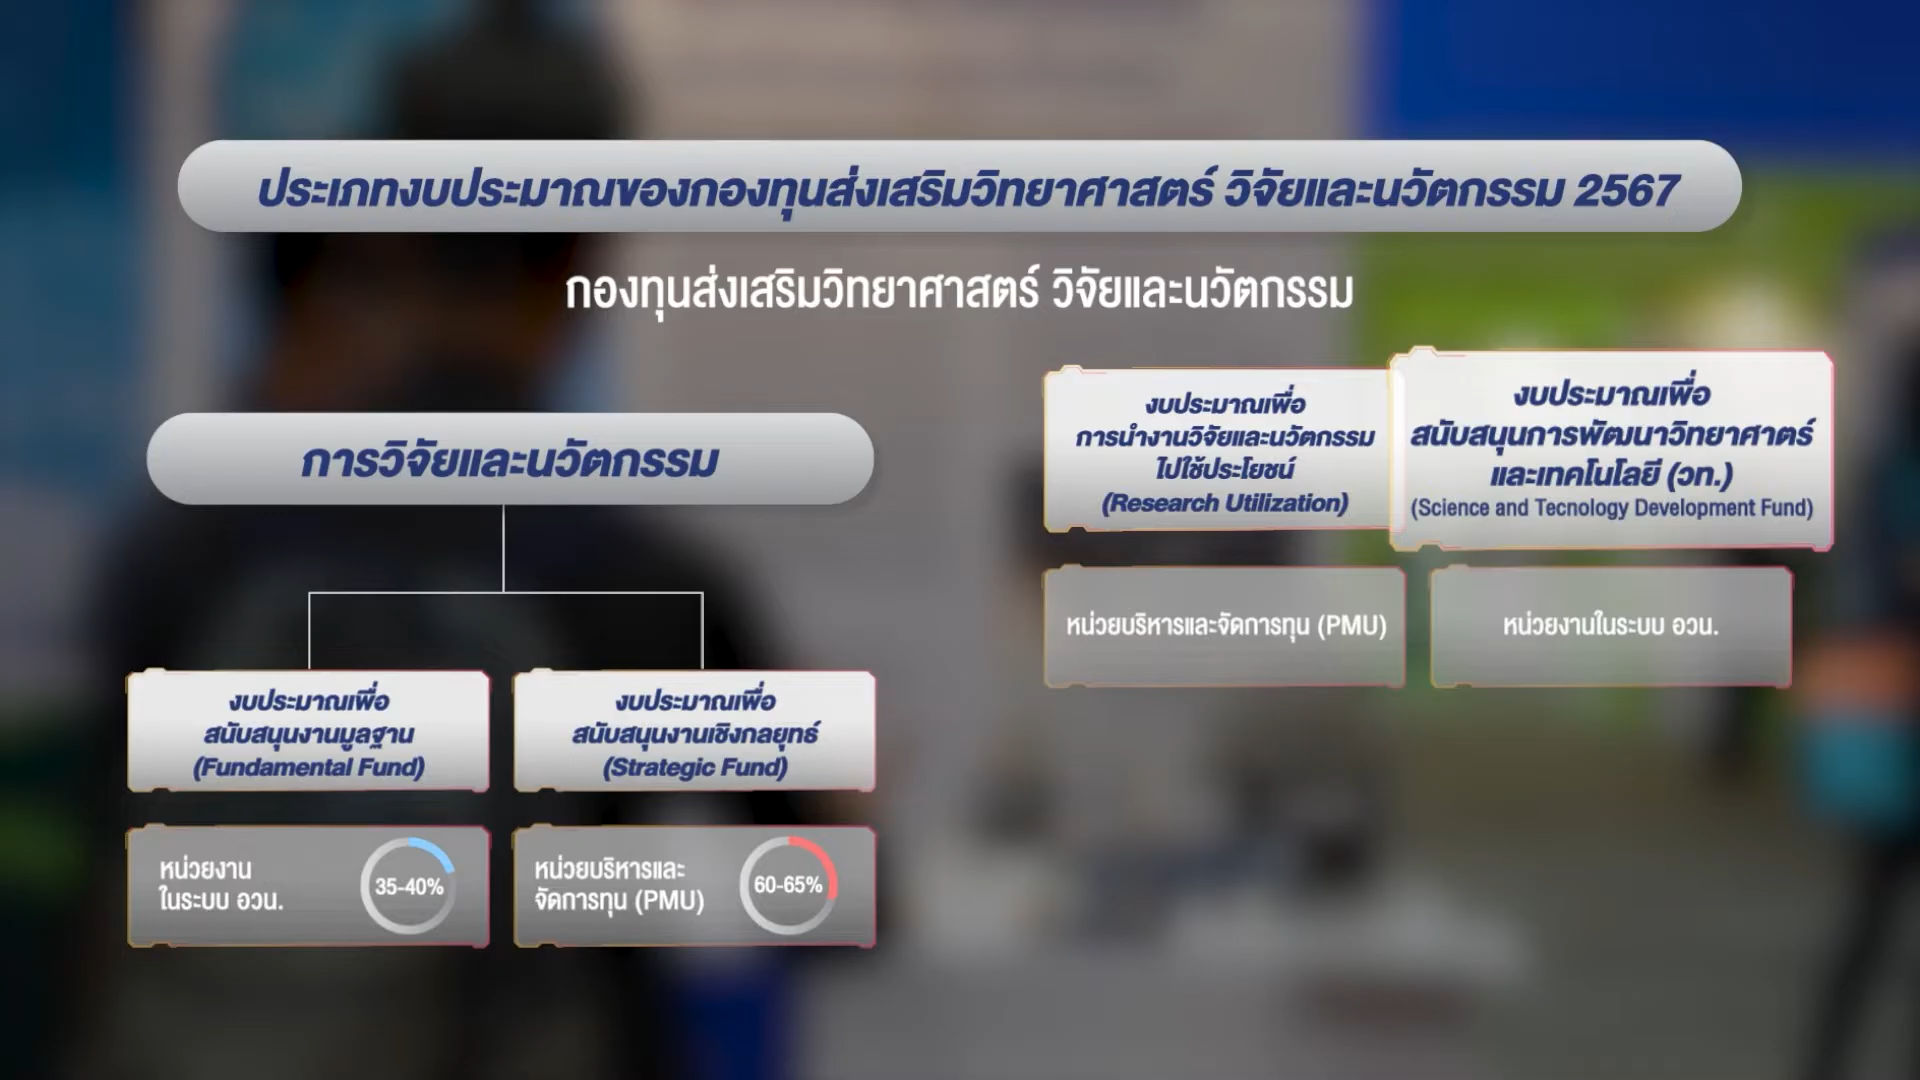 ประเภทงบประมาณของกองทุนส่งเสริมวิทยาศาสตร์ วิจัยและนวัตกรรม 2567
กองทุนส่งเสริมวิทยาศาสตร์ วิจัยและนวัตกรรม
การวิจัยและนวัตกรรม
งบประมาณเพื่อ
สนับสนุนงานมูลฐาน
(Fundamental Fund)
หน่วยงาน
ในระบบ อวน.
35-40%
งบประมาณเพื่อ
สนับสนุนงานเชิงกลยุทธ์
(Strategic Fund)
หน่วยบริหารและ
จัดการทุน (PMU)
60-65%
งบประมาณเพื่อ
การนำงานวิจัยและนวัตกรรม
ไปใช้ประโยชน์
(Research Utilization)
หน่วยบริหารและจัดการทุน (PMU)
งบประมาณเพื่อ
สนับสนุนการพัฒนาวิทยาศาตร์
และเทคโนโลยี (วท.)
(Science and Tecnology Development Fund)
หน่วยงานในระบบ อวน.